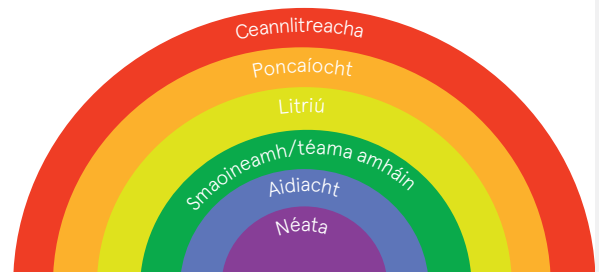 Ceannlitreacha
Poncaíocht
Litriú
Smaoineamh/téama amháin
Aidiacht
Néata